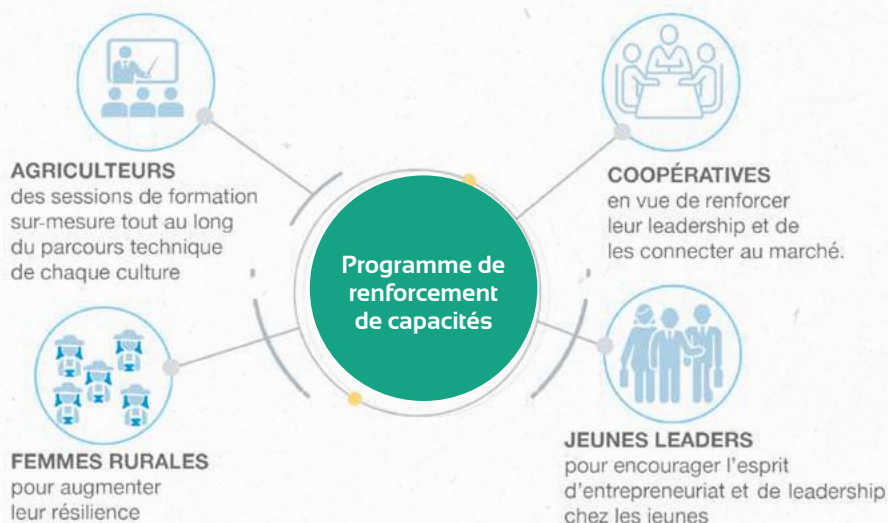 AGRICULTEURS
des sessions de formation
sur-mesure tout au long
du parcours technique
de chaque culture
COOPÉRATIVES
en vue de renforcer
leur leadership et de
les connecter au marché.
Programme de
renforcement
de capacités
FEMMES RURALES
pour augmenter
leur résilience
JEUNES LEADERS
pour encourager l'esprit
d'entrepreneuriat et de leadership
chez les jeunes